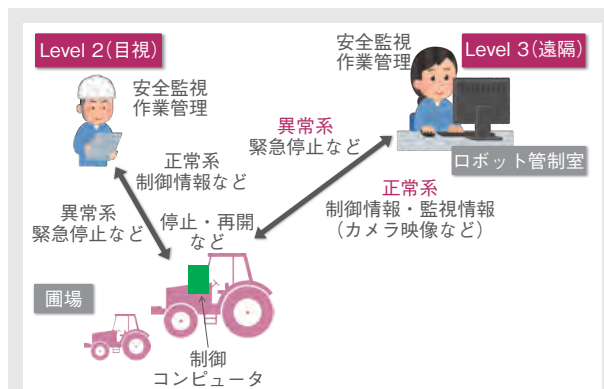 Level 2(目視)
安全監視
作業管理
安全監視
作業管理
Level 3(遠隔)
異常系
緊急停止など
ロボット管制室
正常系
制御情報など
正常系
制御情報・監視情報
(カメラ映像など)
異常系
緊急停止など
停止・再開
など
圃場
制御
コンピュータ